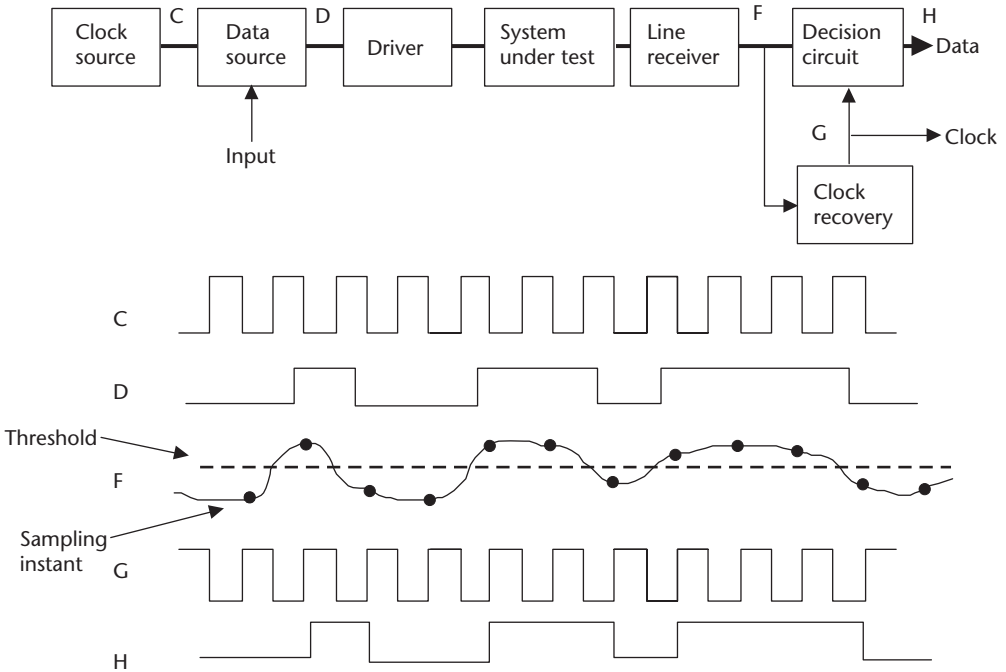 C
D
F
H
Clock
source
Data
source
Driver
System
under test
Line
receiver
Decision
circuit
Data
Input
G
Clock
Clock
recovery
C
D
Threshold
F
Sampling
instant
G
H